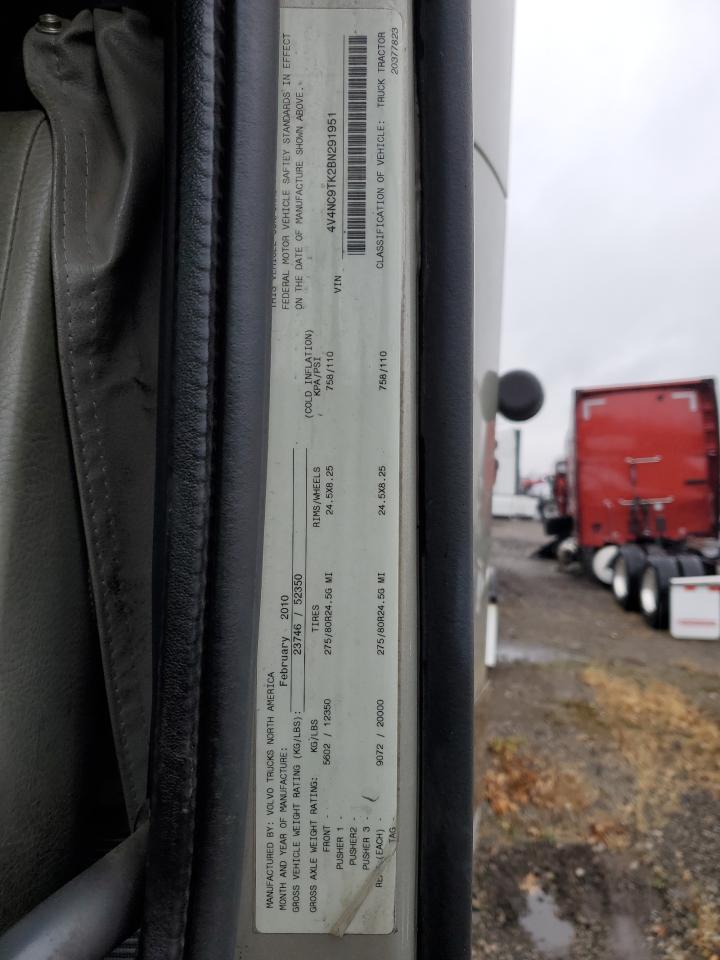 MANUFACTURED BY: VOLVO TRUCKS NORTH AMERICA
MONTH AND YEAR OF MANUFACTURE: February 2010
GROSS VEHICLE WEIGHT RATING (KG/LBS): 23746 / 52350
GROSS AXLE WEIGHT RATING: KG/LBS TIRES RIMS/WHEELS (COLD INFLATION) KPA/PSI
FRONT - 5602 / 12350 275/80R24.5G MI 24.5X8.25 758/110
PUSHER 1 -
PUSHER2 -
PUSHER 3 -
(EACH) - 9072 / 20000 275/80R24.5G MI 24.5X8.25 758/110
TAG
FEDERAL MOTOR VEHICLE SAFTEY STANDARDS IN EFFECT
ON THE DATE OF MANUFACTURE SHOWN ABOVE.
VIN 4V4NC9TK2BN291951
CLASSIFICATION OF VEHICLE: TRUCK TRACTOR
20377823